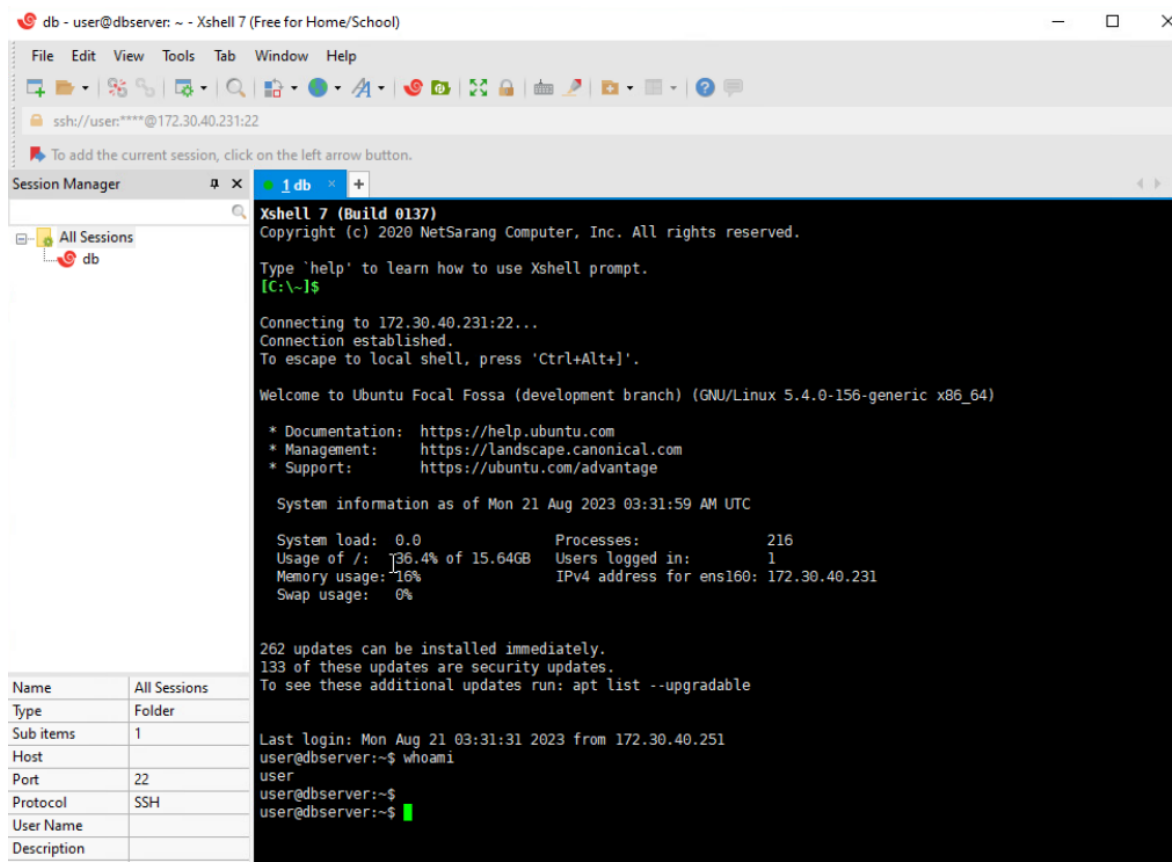 db - user@dbserver: ~ - Xshell 7 (Free for Home/School)
File Edit View Tools Tab Window Help
ssh://user:****@172.30.40.231:22
To add the current session, click on the left arrow button.
Session Manager
All Sessions
db
1 db
Xshell 7 (Build 0137)
Copyright (c) 2020 NetSarang Computer, Inc. All rights reserved.
Type `help' to learn how to use Xshell prompt.
[C:\~]$
Connecting to 172.30.40.231:22...
Connection established.
To escape to local shell, press 'Ctrl+Alt+]'.
Welcome to Ubuntu Focal Fossa (development branch) (GNU/Linux 5.4.0-156-generic x86_64)
* Documentation: https://help.ubuntu.com
* Management: https://landscape.canonical.com
* Support: https://ubuntu.com/advantage
System information as of Mon 21 Aug 2023 03:31:59 AM UTC
System load: 0.0 Processes: 216
Usage of /: 36.4% of 15.64GB Users logged in: 1
Memory usage: 16% IPv4 address for ens160: 172.30.40.231
Swap usage: 0%
262 updates can be installed immediately.
133 of these updates are security updates.
To see these additional updates run: apt list --upgradable
Last login: Mon Aug 21 03:31:31 2023 from 172.30.40.251
user@dbserver:~$ whoami
user
user@dbserver:~$
user@dbserver:~$
Name All Sessions
Type Folder
Sub items 1
Host
Port 22
Protocol SSH
User Name
Description